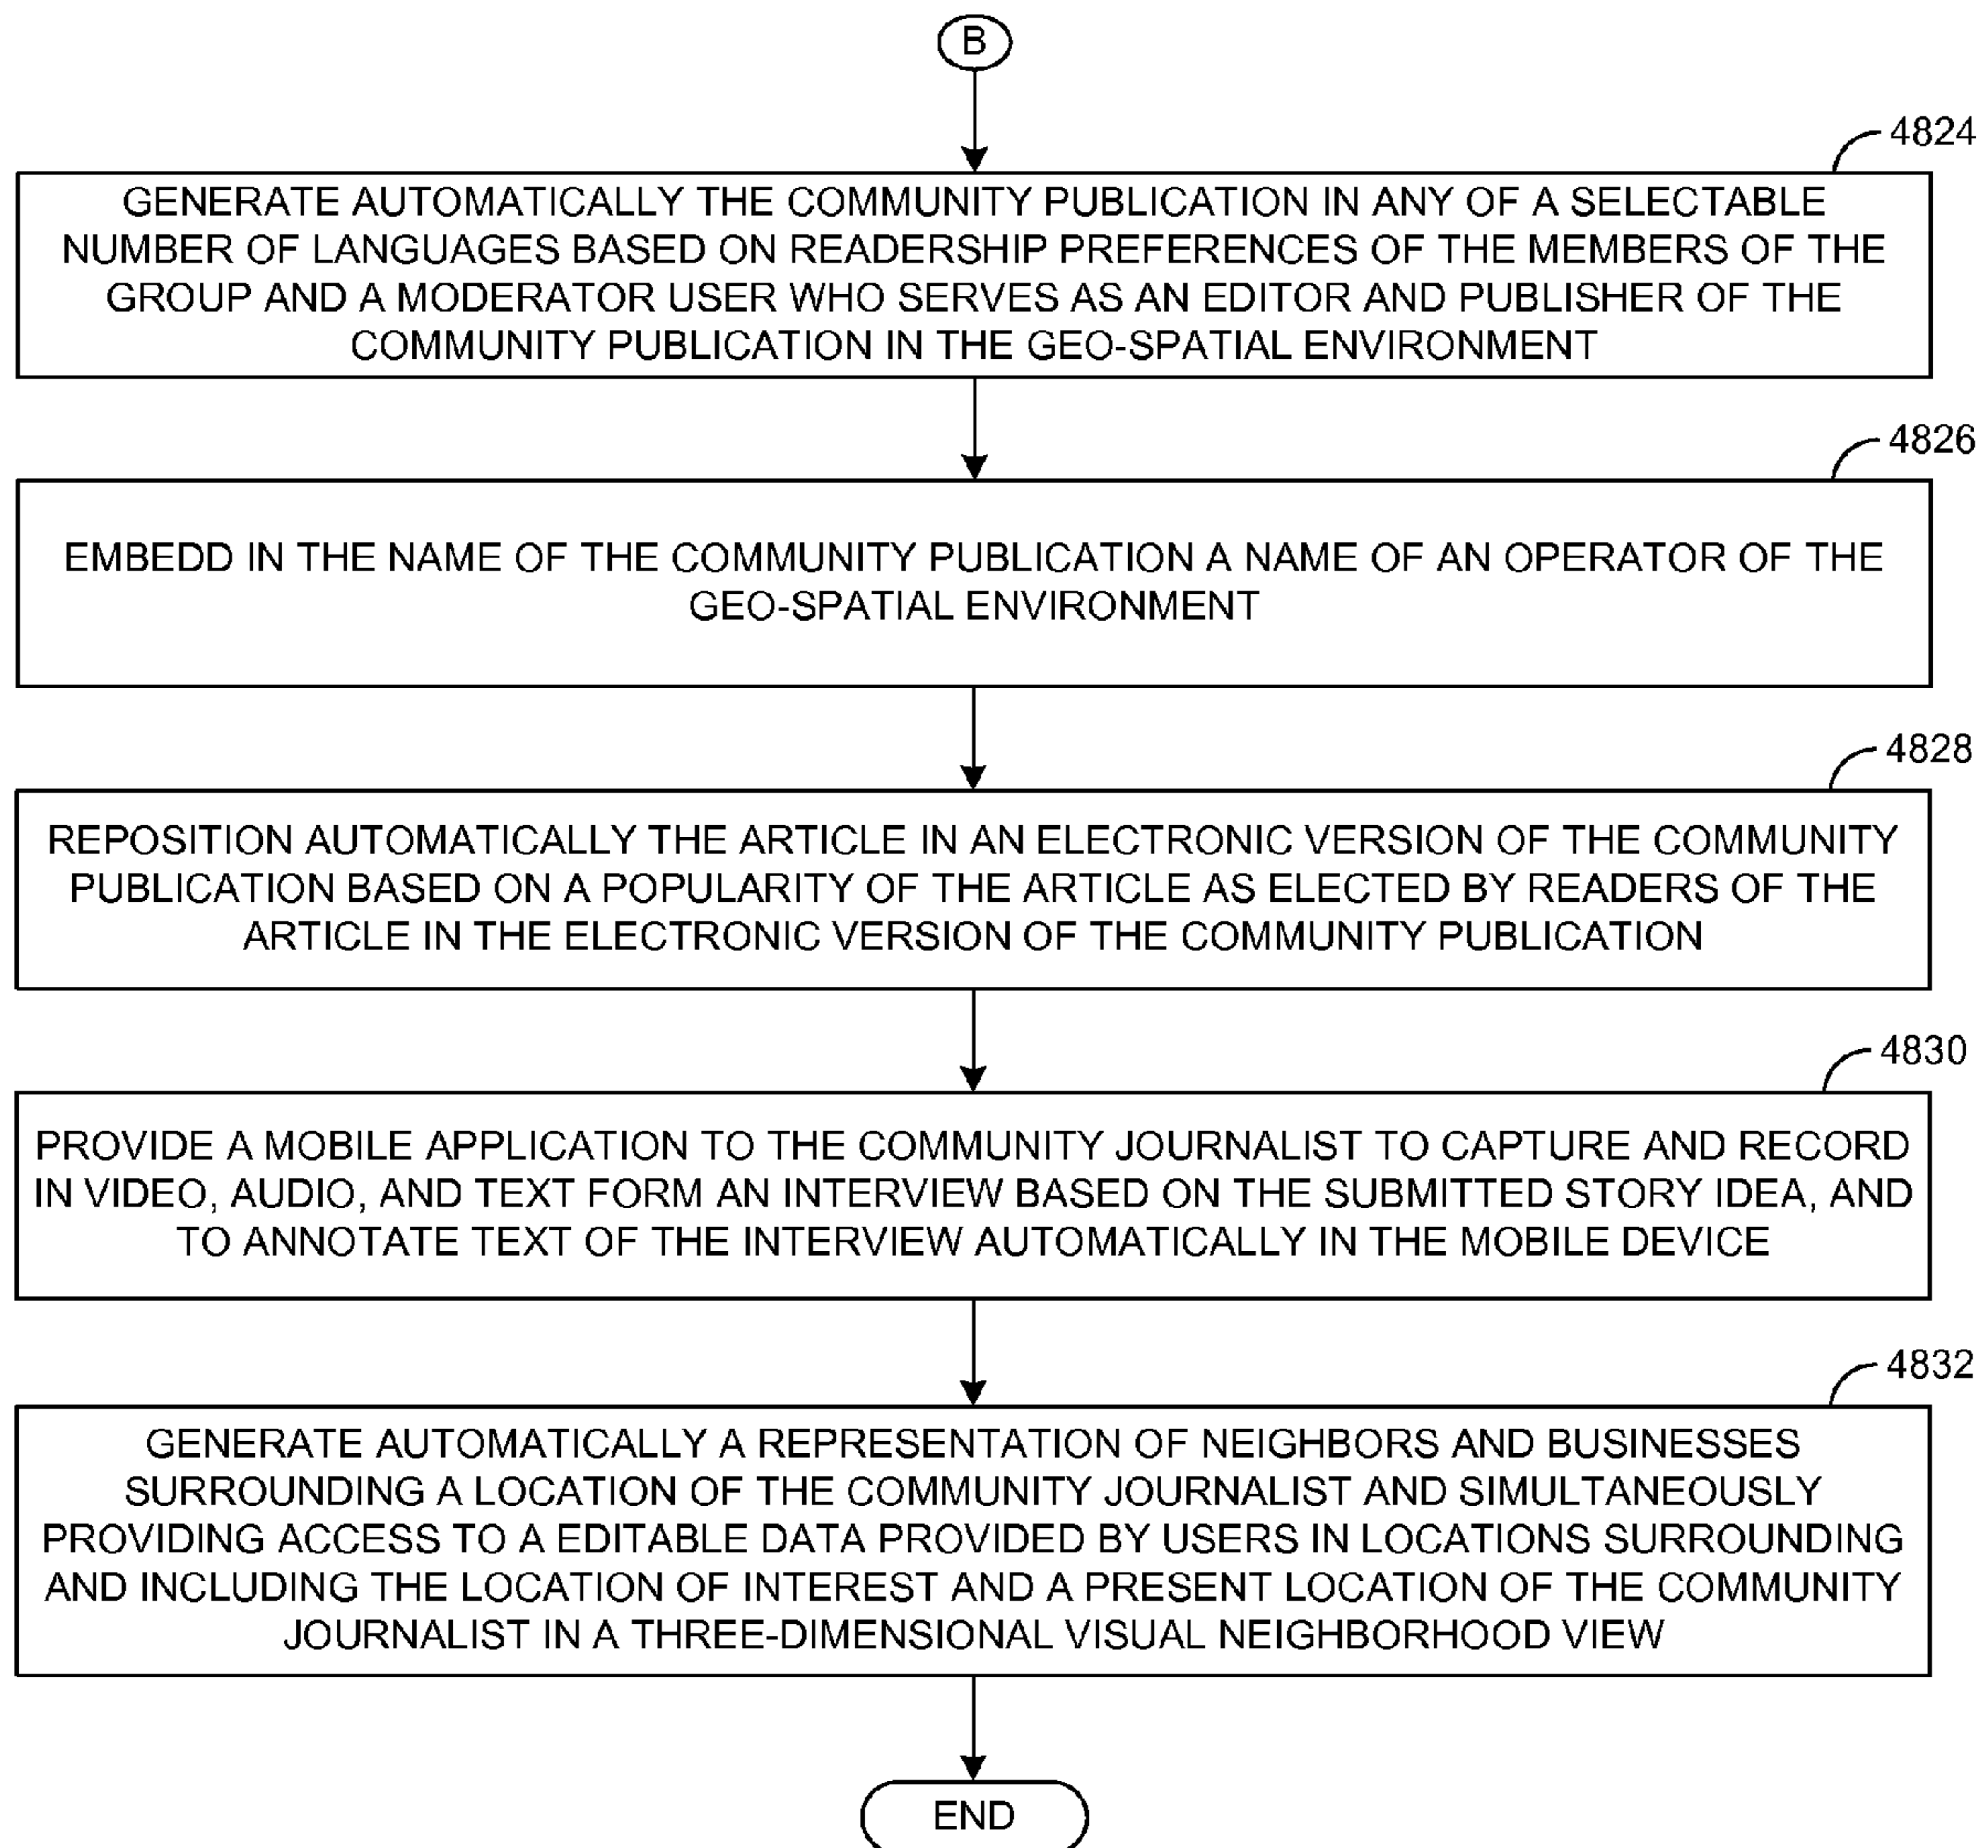 B
4824
GENERATE AUTOMATICALLY THE COMMUNITY PUBLICATION IN ANY OF A SELECTABLE
NUMBER OF LANGUAGES BASED ON READERSHIP PREFERENCES OF THE MEMBERS OF THE
GROUP AND A MODERATOR USER WHO SERVES AS AN EDITOR AND PUBLISHER OF THE
COMMUNITY PUBLICATION IN THE GEO-SPATIAL ENVIRONMENT
4826
EMBEDD IN THE NAME OF THE COMMUNITY PUBLICATION A NAME OF AN OPERATOR OF THE
GEO-SPATIAL ENVIRONMENT
4828
REPOSITION AUTOMATICALLY THE ARTICLE IN AN ELECTRONIC VERSION OF THE COMMUNITY
PUBLICATION BASED ON A POPULARITY OF THE ARTICLE AS ELECTED BY READERS OF THE
ARTICLE IN THE ELECTRONIC VERSION OF THE COMMUNITY PUBLICATION
4830
PROVIDE A MOBILE APPLICATION TO THE COMMUNITY JOURNALIST TO CAPTURE AND RECORD
IN VIDEO, AUDIO, AND TEXT FORM AN INTERVIEW BASED ON THE SUBMITTED STORY IDEA, AND
TO ANNOTATE TEXT OF THE INTERVIEW AUTOMATICALLY IN THE MOBILE DEVICE
4832
GENERATE AUTOMATICALLY A REPRESENTATION OF NEIGHBORS AND BUSINESSES
SURROUNDING A LOCATION OF THE COMMUNITY JOURNALIST AND SIMULTANEOUSLY
PROVIDING ACCESS TO A EDITABLE DATA PROVIDED BY USERS IN LOCATIONS SURROUNDING
AND INCLUDING THE LOCATION OF INTEREST AND A PRESENT LOCATION OF THE COMMUNITY
JOURNALIST IN A THREE-DIMENSIONAL VISUAL NEIGHBORHOOD VIEW
END